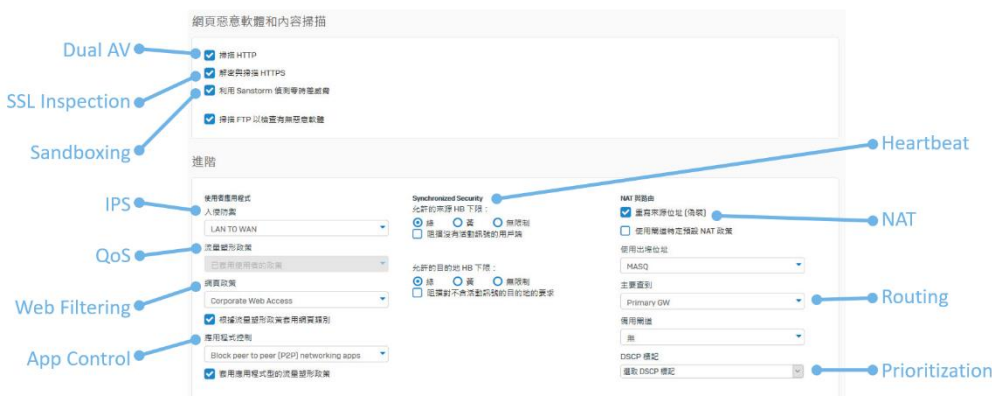 網頁惡意軟體和內容掃描
Dual AV
掃描 HTTP
解密與掃描 HTTPS
SSL Inspection
利用 Sanstorm 偵測零時差威脅
掃描 FTP 以檢查有無惡意軟體
Sandboxing
Heartbeat
進階
使用者應用程式
IPS
入侵防禦
LAN TO WAN
QoS
流量塑形政策
已套用使用者的政策
網頁政策
Web Filtering
Corporate Web Access
根據流量塑形政策套用網頁類別
應用程式控制
App Control
Block peer to peer (P2P) networking apps
套用應用程式型的流量塑形政策
Synchronized Security
允許的來源 HB 下限：
綠 黃 無限制
阻擋沒有活動訊號的用戶端
允許的目的地 HB 下限：
綠 黃 無限制
阻擋對不含活動訊號的目的地的要求
NAT 與路由
重寫來源位址 (偽裝)
NAT
使用閘道特定預設 NAT 政策
使用出埠位址
MASQ
主要閘道
Primary GW
Routing
備用閘道
無
DSCP 標記
選取 DSCP 標記
Prioritization